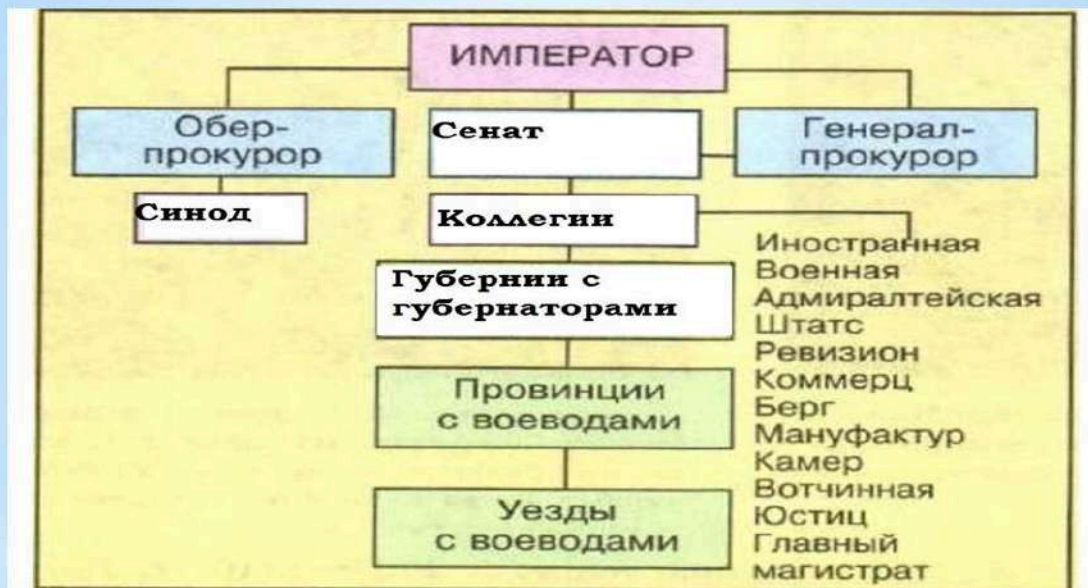 ИМПЕРАТОР
Обер-
прокурор
Сенат
Генерал-
прокурор
Синод
Коллегии
Губернии с
губернаторами
Провинции
с воеводами
Уезды
с воеводами
Иностранная
Военная
Адмиралтейская
Штатс
Ревизион
Коммерц
Берг
Мануфактур
Камер
Вотчинная
Юстиц
Главный
магистрат